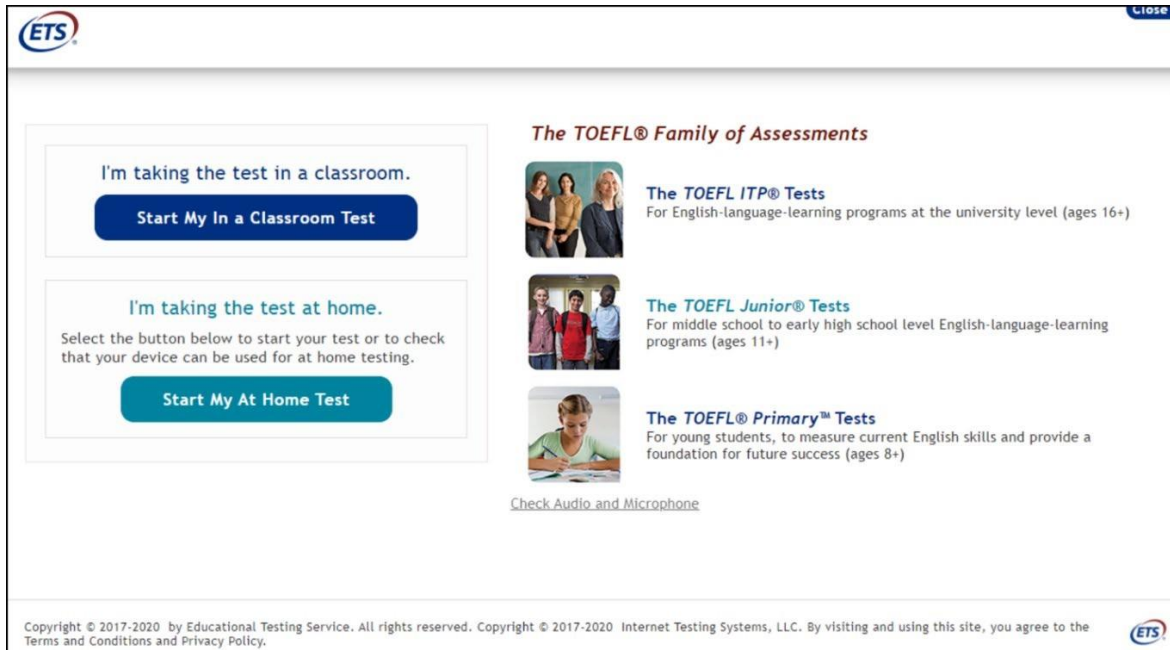 ETS
Close
I'm taking the test in a classroom.
Start My In a Classroom Test
I'm taking the test at home.
Select the button below to start your test or to check
that your device can be used for at home testing.
Start My At Home Test
The TOEFL® Family of Assessments
The TOEFL ITP® Tests
For English-language-learning programs at the university level (ages 16+)
The TOEFL Junior® Tests
For middle school to early high school level English-language-learning
programs (ages 11+)
The TOEFL® Primary™ Tests
For young students, to measure current English skills and provide a
foundation for future success (ages 8+)
Check Audio and Microphone
Copyright © 2017-2020 by Educational Testing Service. All rights reserved. Copyright © 2017-2020 Internet Testing Systems, LLC. By visiting and using this site, you agree to the
Terms and Conditions and Privacy Policy.
ETS